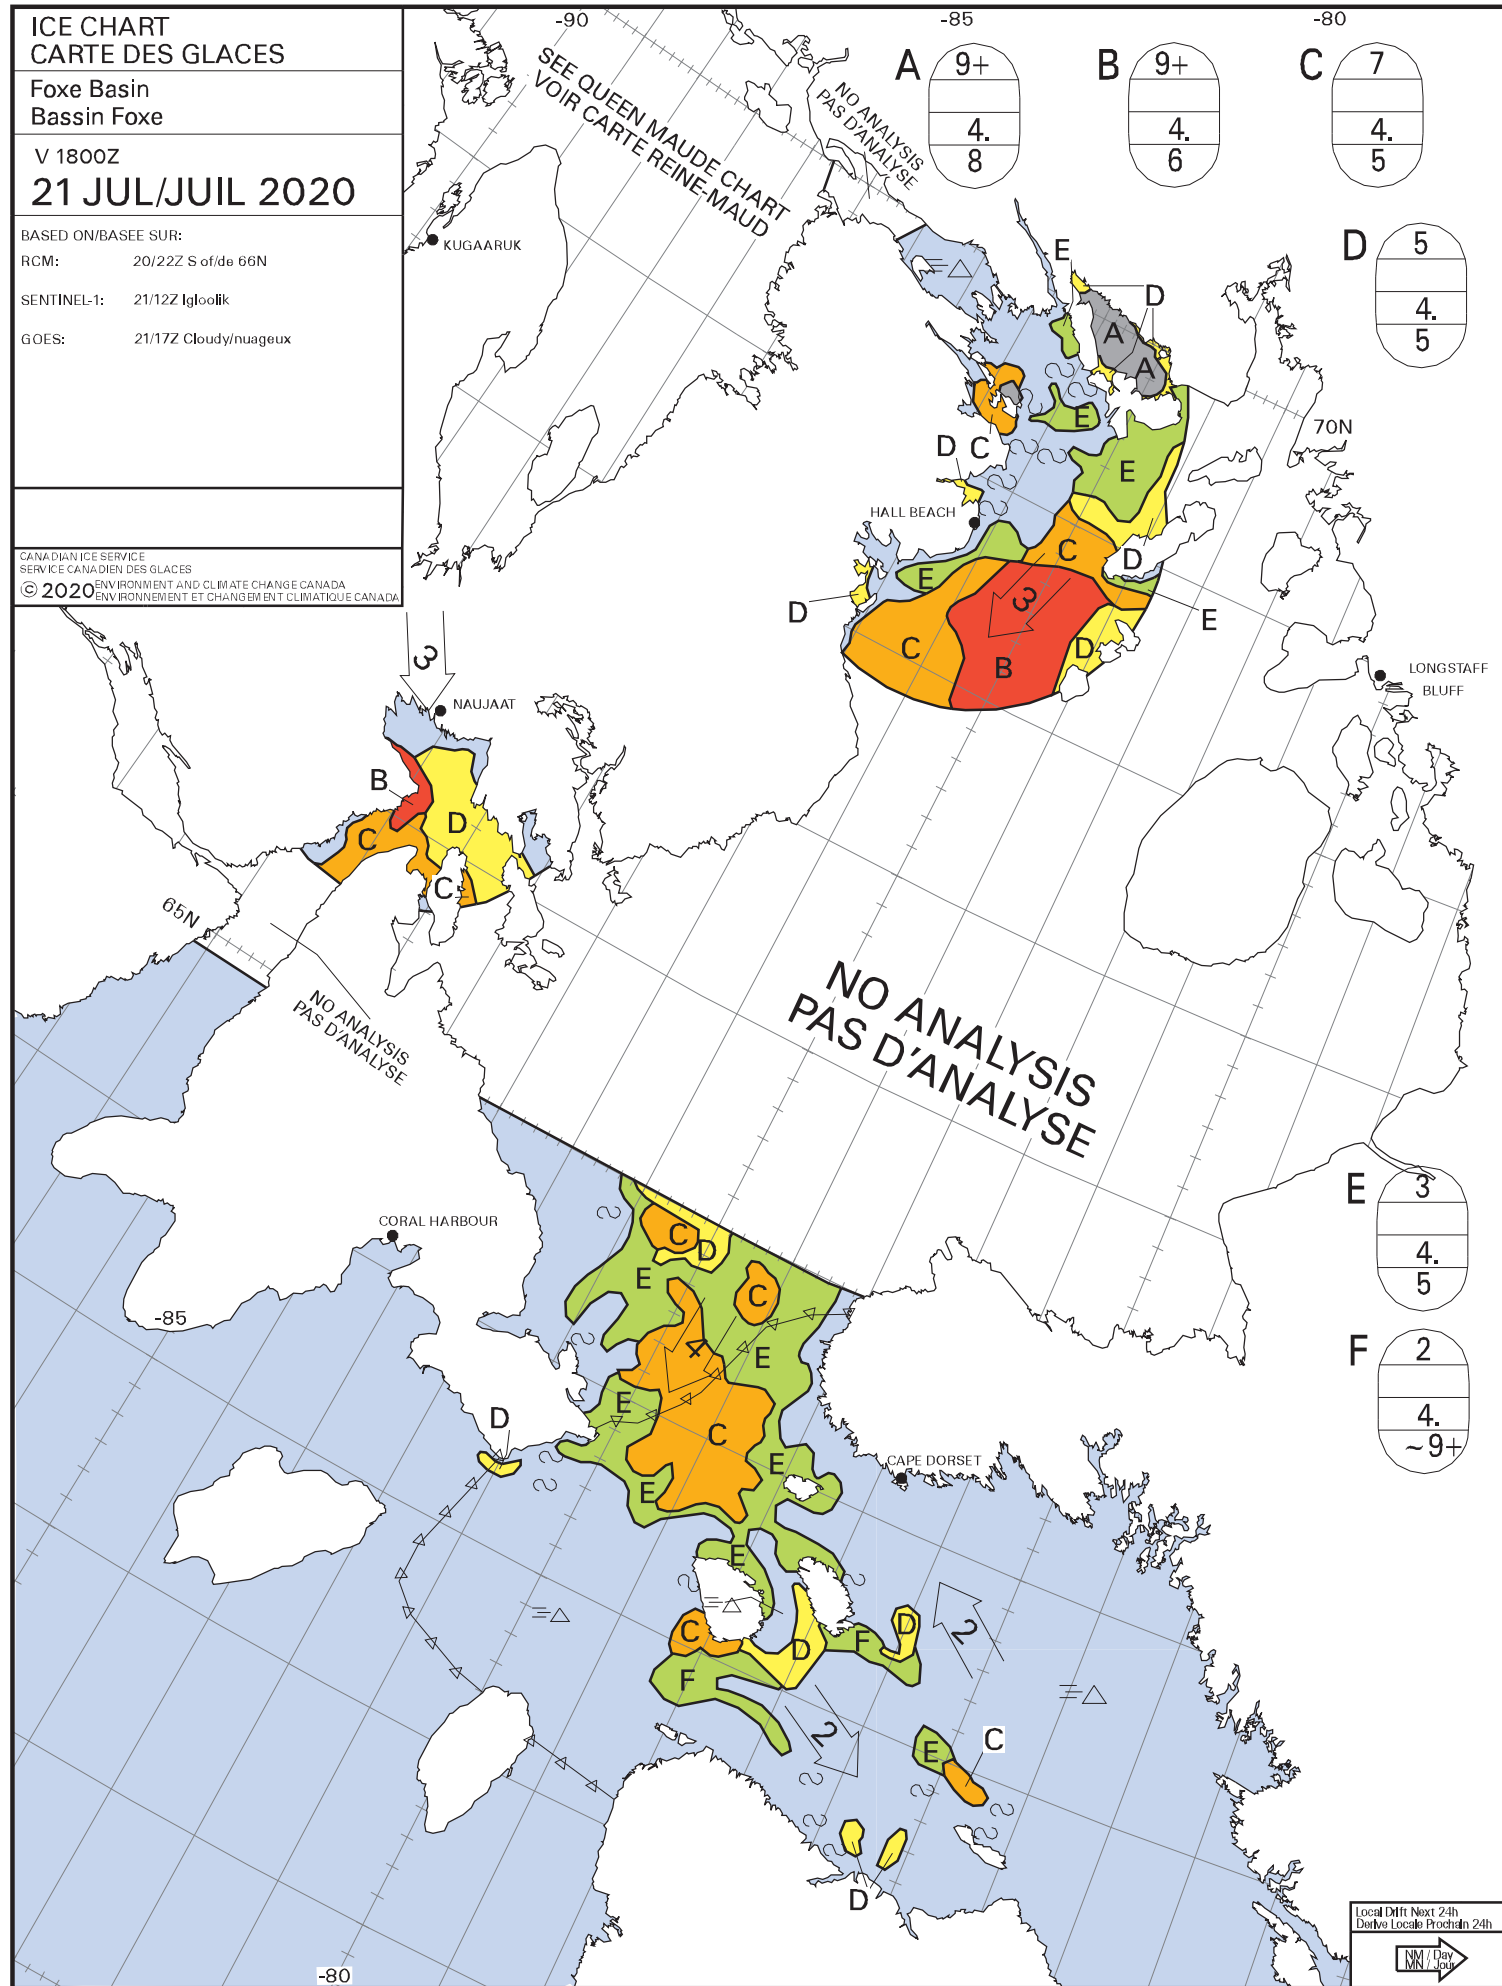 ICE CHART
CARTE DES GLACES
Foxe Basin
Bassin Foxe
V 1800Z
21 JUL/JUIL 2020
BASED ON/BASEE SUR:
RCM: 20/22Z S of/de 66N
SENTINEL-1: 21/12Z Igloolik
GOES: 21/17Z Cloudy/nuageux
CANADIAN ICE SERVICE
SERVICE CANADIEN DES GLACES
© 2020 ENVIRONMENT AND CLIMATE CHANGE CANADA
ENVIRONNEMENT ET CHANGEMENT CLIMATIQUE CANADA
-90
-85
-80
SEE QUEEN MAUDE CHART
VOIR CARTE REINE-MAUD
NO ANALYSIS
PAS D'ANALYSE
A
9+
4.
8
B
9+
4.
6
C
7
4.
5
D
5
4.
5
KUGAARUK
E
D
A
A
70N
E
D
C
E
HALL BEACH
C
D
E
D
E
C
3
B
D
LONGSTAFF
BLUFF
3
NAUJAAT
B
C
D
C
65N
NO ANALYSIS
PAS D'ANALYSE
NO ANALYSIS
PAS D'ANALYSE
E
3
4.
5
F
2
4.
~9+
CORAL HARBOUR
-85
C
D
E
C
4
E
E
C
D
E
E
CAPE DORSET
E
C
D
F
D
F
2
2
E
C
D
-80
Local Drift Next 24h
Derive Locale Prochain 24h
NM / Day
MN / Jour